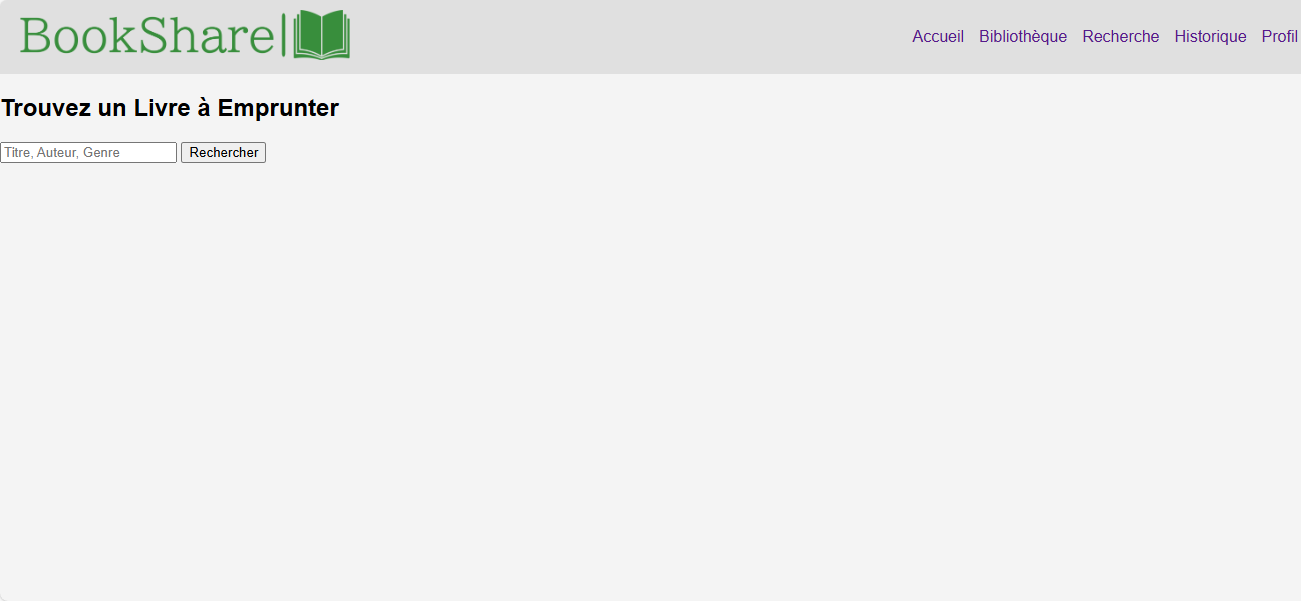 BookShare
Accueil Bibliothèque Recherche Historique Profil
Trouvez un Livre à Emprunter
Titre, Auteur, Genre Rechercher